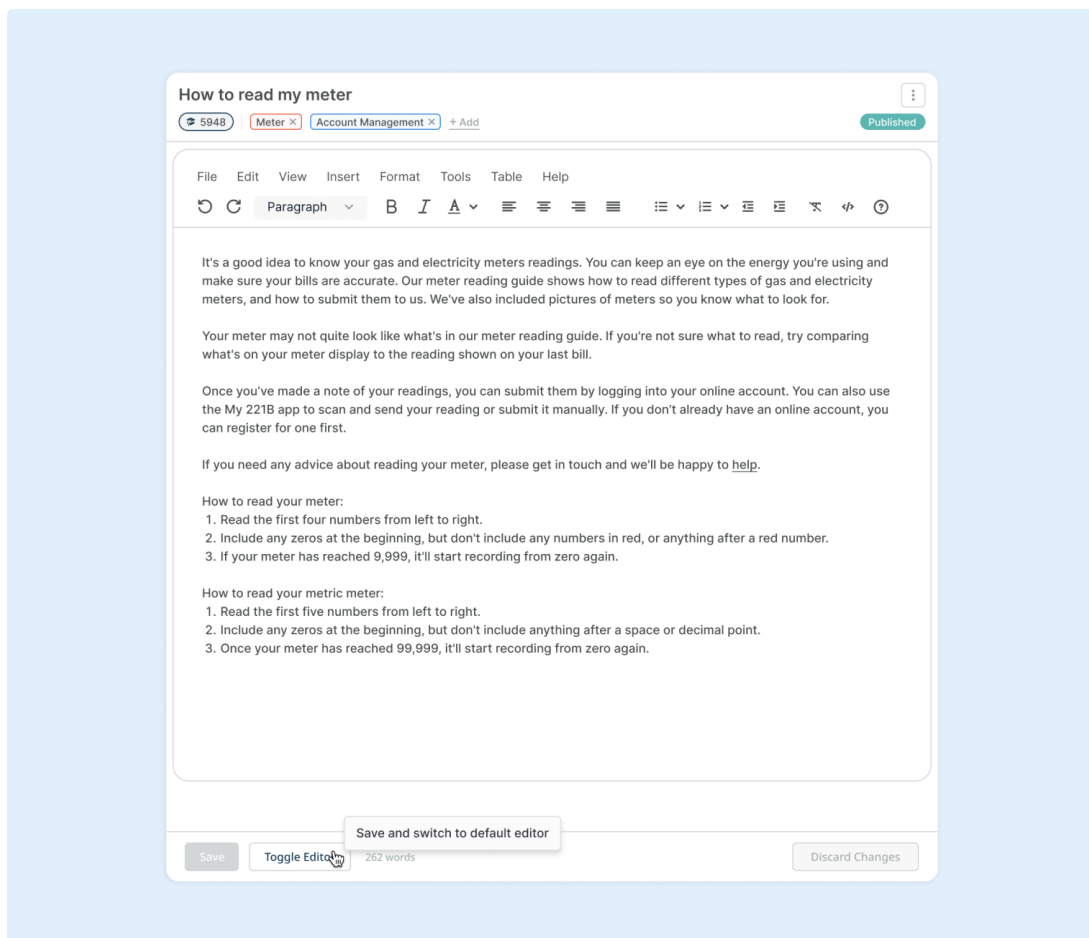 How to read my meter
5948 Meter × Account Management × + Add Published
File Edit View Insert Format Tools Table Help
Paragraph B I A
It's a good idea to know your gas and electricity meters readings. You can keep an eye on the energy you're using and
make sure your bills are accurate. Our meter reading guide shows how to read different types of gas and electricity
meters, and how to submit them to us. We've also included pictures of meters so you know what to look for.
Your meter may not quite look like what's in our meter reading guide. If you're not sure what to read, try comparing
what's on your meter display to the reading shown on your last bill.
Once you've made a note of your readings, you can submit them by logging into your online account. You can also use
the My 221B app to scan and send your reading or submit it manually. If you don't already have an online account, you
can register for one first.
If you need any advice about reading your meter, please get in touch and we'll be happy to help.
How to read your meter:
1. Read the first four numbers from left to right.
2. Include any zeros at the beginning, but don't include any numbers in red, or anything after a red number.
3. If your meter has reached 9,999, it'll start recording from zero again.
How to read your metric meter:
1. Read the first five numbers from left to right.
2. Include any zeros at the beginning, but don't include anything after a space or decimal point.
3. Once your meter has reached 99,999, it'll start recording from zero again.
Save and switch to default editor
Save Toggle Edito 262 words Discard Changes